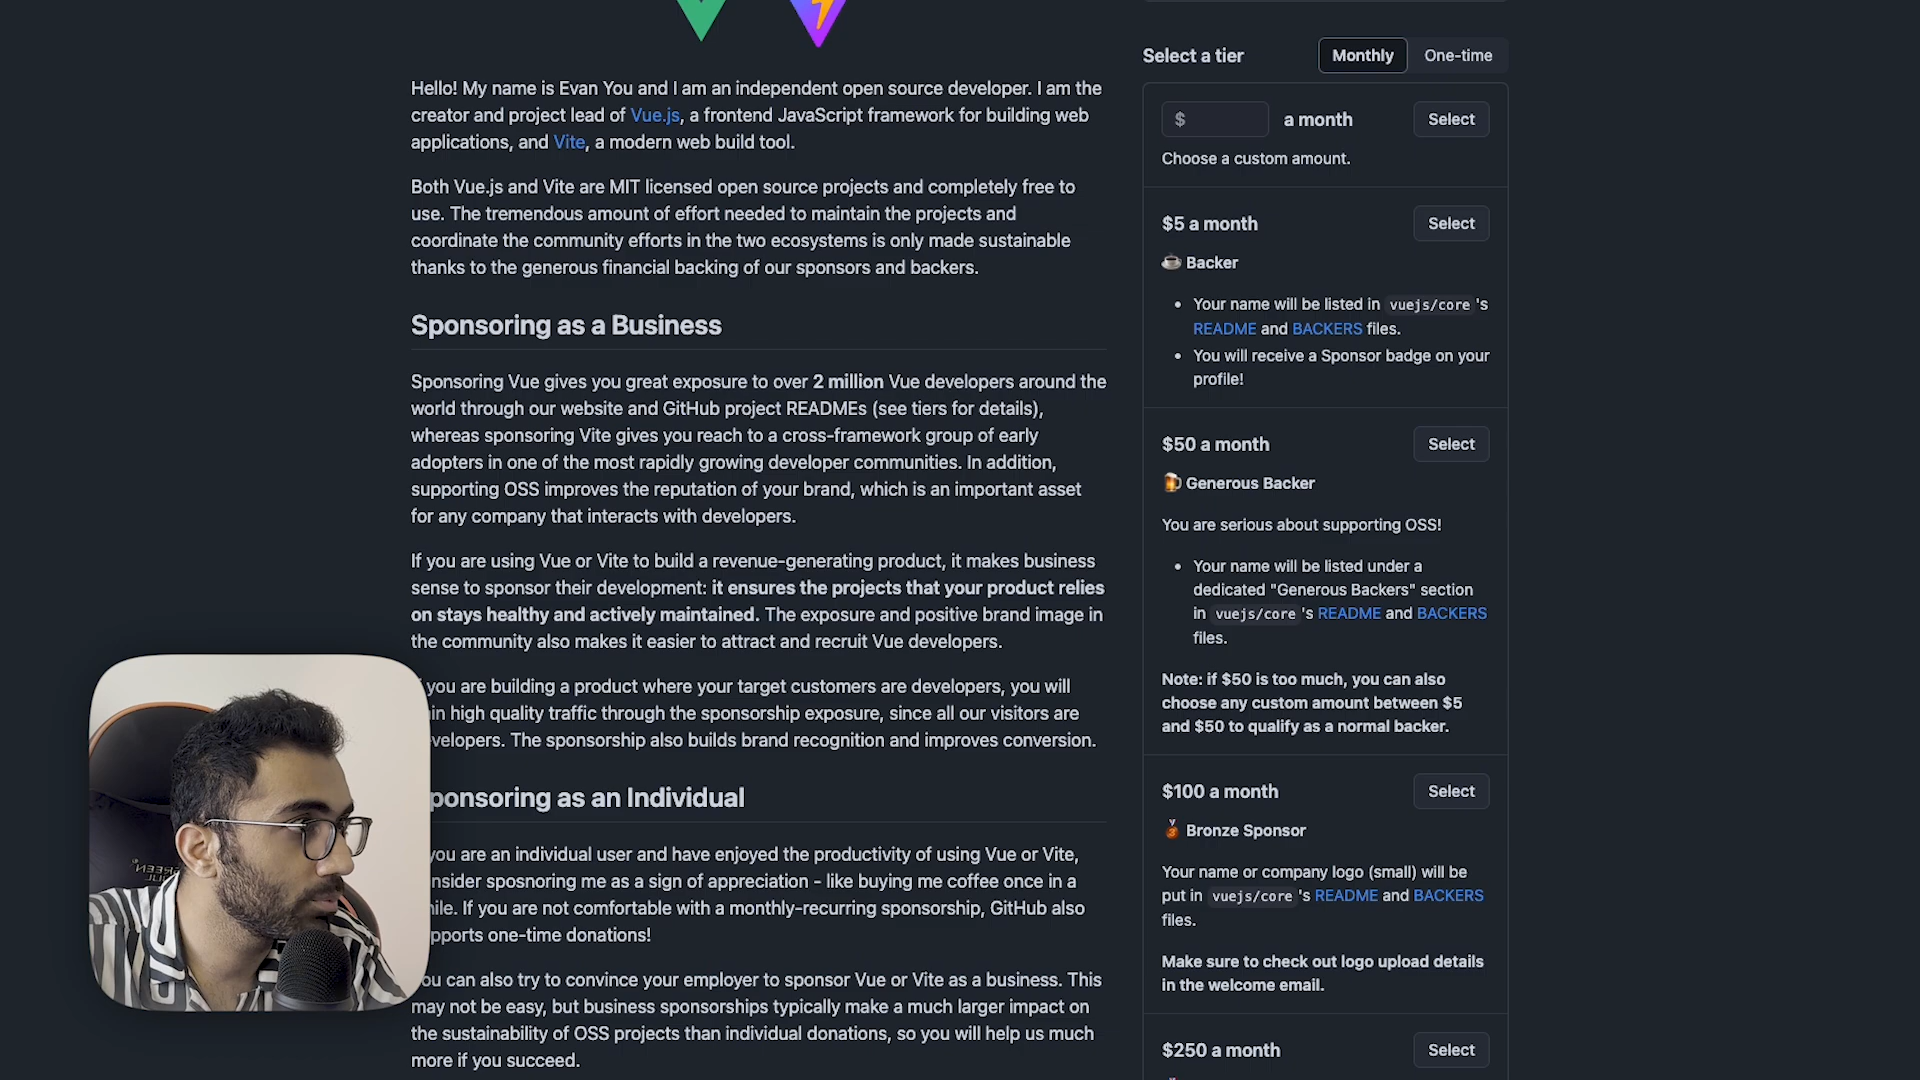 Hello! My name is Evan You and I am an independent open source developer. I am the
creator and project lead of Vue.js, a frontend JavaScript framework for building web
applications, and Vite, a modern web build tool.
Both Vue.js and Vite are MIT licensed open source projects and completely free to
use. The tremendous amount of effort needed to maintain the projects and
coordinate the community efforts in the two ecosystems is only made sustainable
thanks to the generous financial backing of our sponsors and backers.
Sponsoring as a Business
Sponsoring Vue gives you great exposure to over 2 million Vue developers around the
world through our website and GitHub project READMEs (see tiers for details),
whereas sponsoring Vite gives you reach to a cross-framework group of early
adopters in one of the most rapidly growing developer communities. In addition,
supporting OSS improves the reputation of your brand, which is an important asset
for any company that interacts with developers.
If you are using Vue or Vite to build a revenue-generating product, it makes business
sense to sponsor their development: it ensures the projects that your product relies
on stays healthy and actively maintained. The exposure and positive brand image in
the community also makes it easier to attract and recruit Vue developers.
you are building a product where your target customers are developers, you will
in high quality traffic through the sponsorship exposure, since all our visitors are
velopers. The sponsorship also builds brand recognition and improves conversion.
ponsoring as an Individual
you are an individual user and have enjoyed the productivity of using Vue or Vite,
nsider sposnoring me as a sign of appreciation - like buying me coffee once in a
hile. If you are not comfortable with a monthly-recurring sponsorship, GitHub also
pports one-time donations!
ou can also try to convince your employer to sponsor Vue or Vite as a business. This
may not be easy, but business sponsorships typically make a much larger impact on
the sustainability of OSS projects than individual donations, so you will help us much
more if you succeed.
Select a tier
Monthly
One-time
$
a month
Select
Choose a custom amount.
$5 a month
Select
Backer
• Your name will be listed in vuejs/core 's
README and BACKERS files.
• You will receive a Sponsor badge on your
profile!
$50 a month
Select
Generous Backer
You are serious about supporting OSS!
• Your name will be listed under a
dedicated "Generous Backers" section
in vuejs/core 's README and BACKERS
files.
Note: if $50 is too much, you can also
choose any custom amount between $5
and $50 to qualify as a normal backer.
$100 a month
Select
Bronze Sponsor
Your name or company logo (small) will be
put in vuejs/core 's README and BACKERS
files.
Make sure to check out logo upload details
in the welcome email.
$250 a month
Select